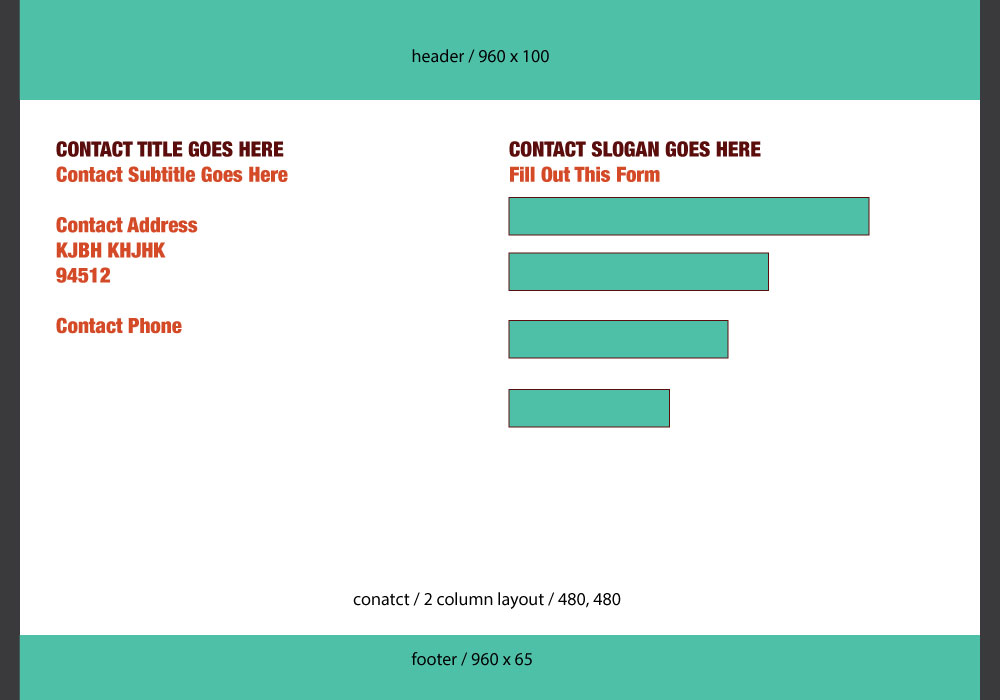 header / 960 x 100
CONTACT TITLE GOES HERE
Contact Subtitle Goes Here
Contact Address
KJBH KHJHK
94512
Contact Phone
CONTACT SLOGAN GOES HERE
Fill Out This Form
conatct / 2 column layout / 480, 480
footer / 960 x 65